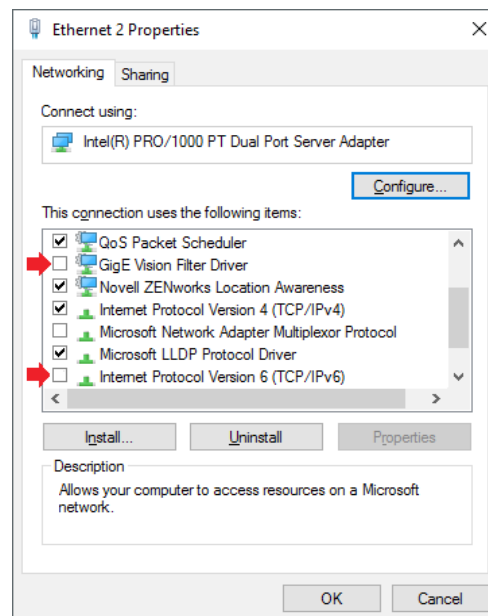 Ethernet 2 Properties
Networking
Sharing
Connect using:
Intel(R) PRO/1000 PT Dual Port Server Adapter
Configure...
This connection uses the following items:
QoS Packet Scheduler
GigE Vision Filter Driver
Novell ZENworks Location Awareness
Internet Protocol Version 4 (TCP/IPv4)
Microsoft Network Adapter Multiplexor Protocol
Microsoft LLDP Protocol Driver
Internet Protocol Version 6 (TCP/IPv6)
Install...
Uninstall
Properties
Description
Allows your computer to access resources on a Microsoft
network.
OK
Cancel